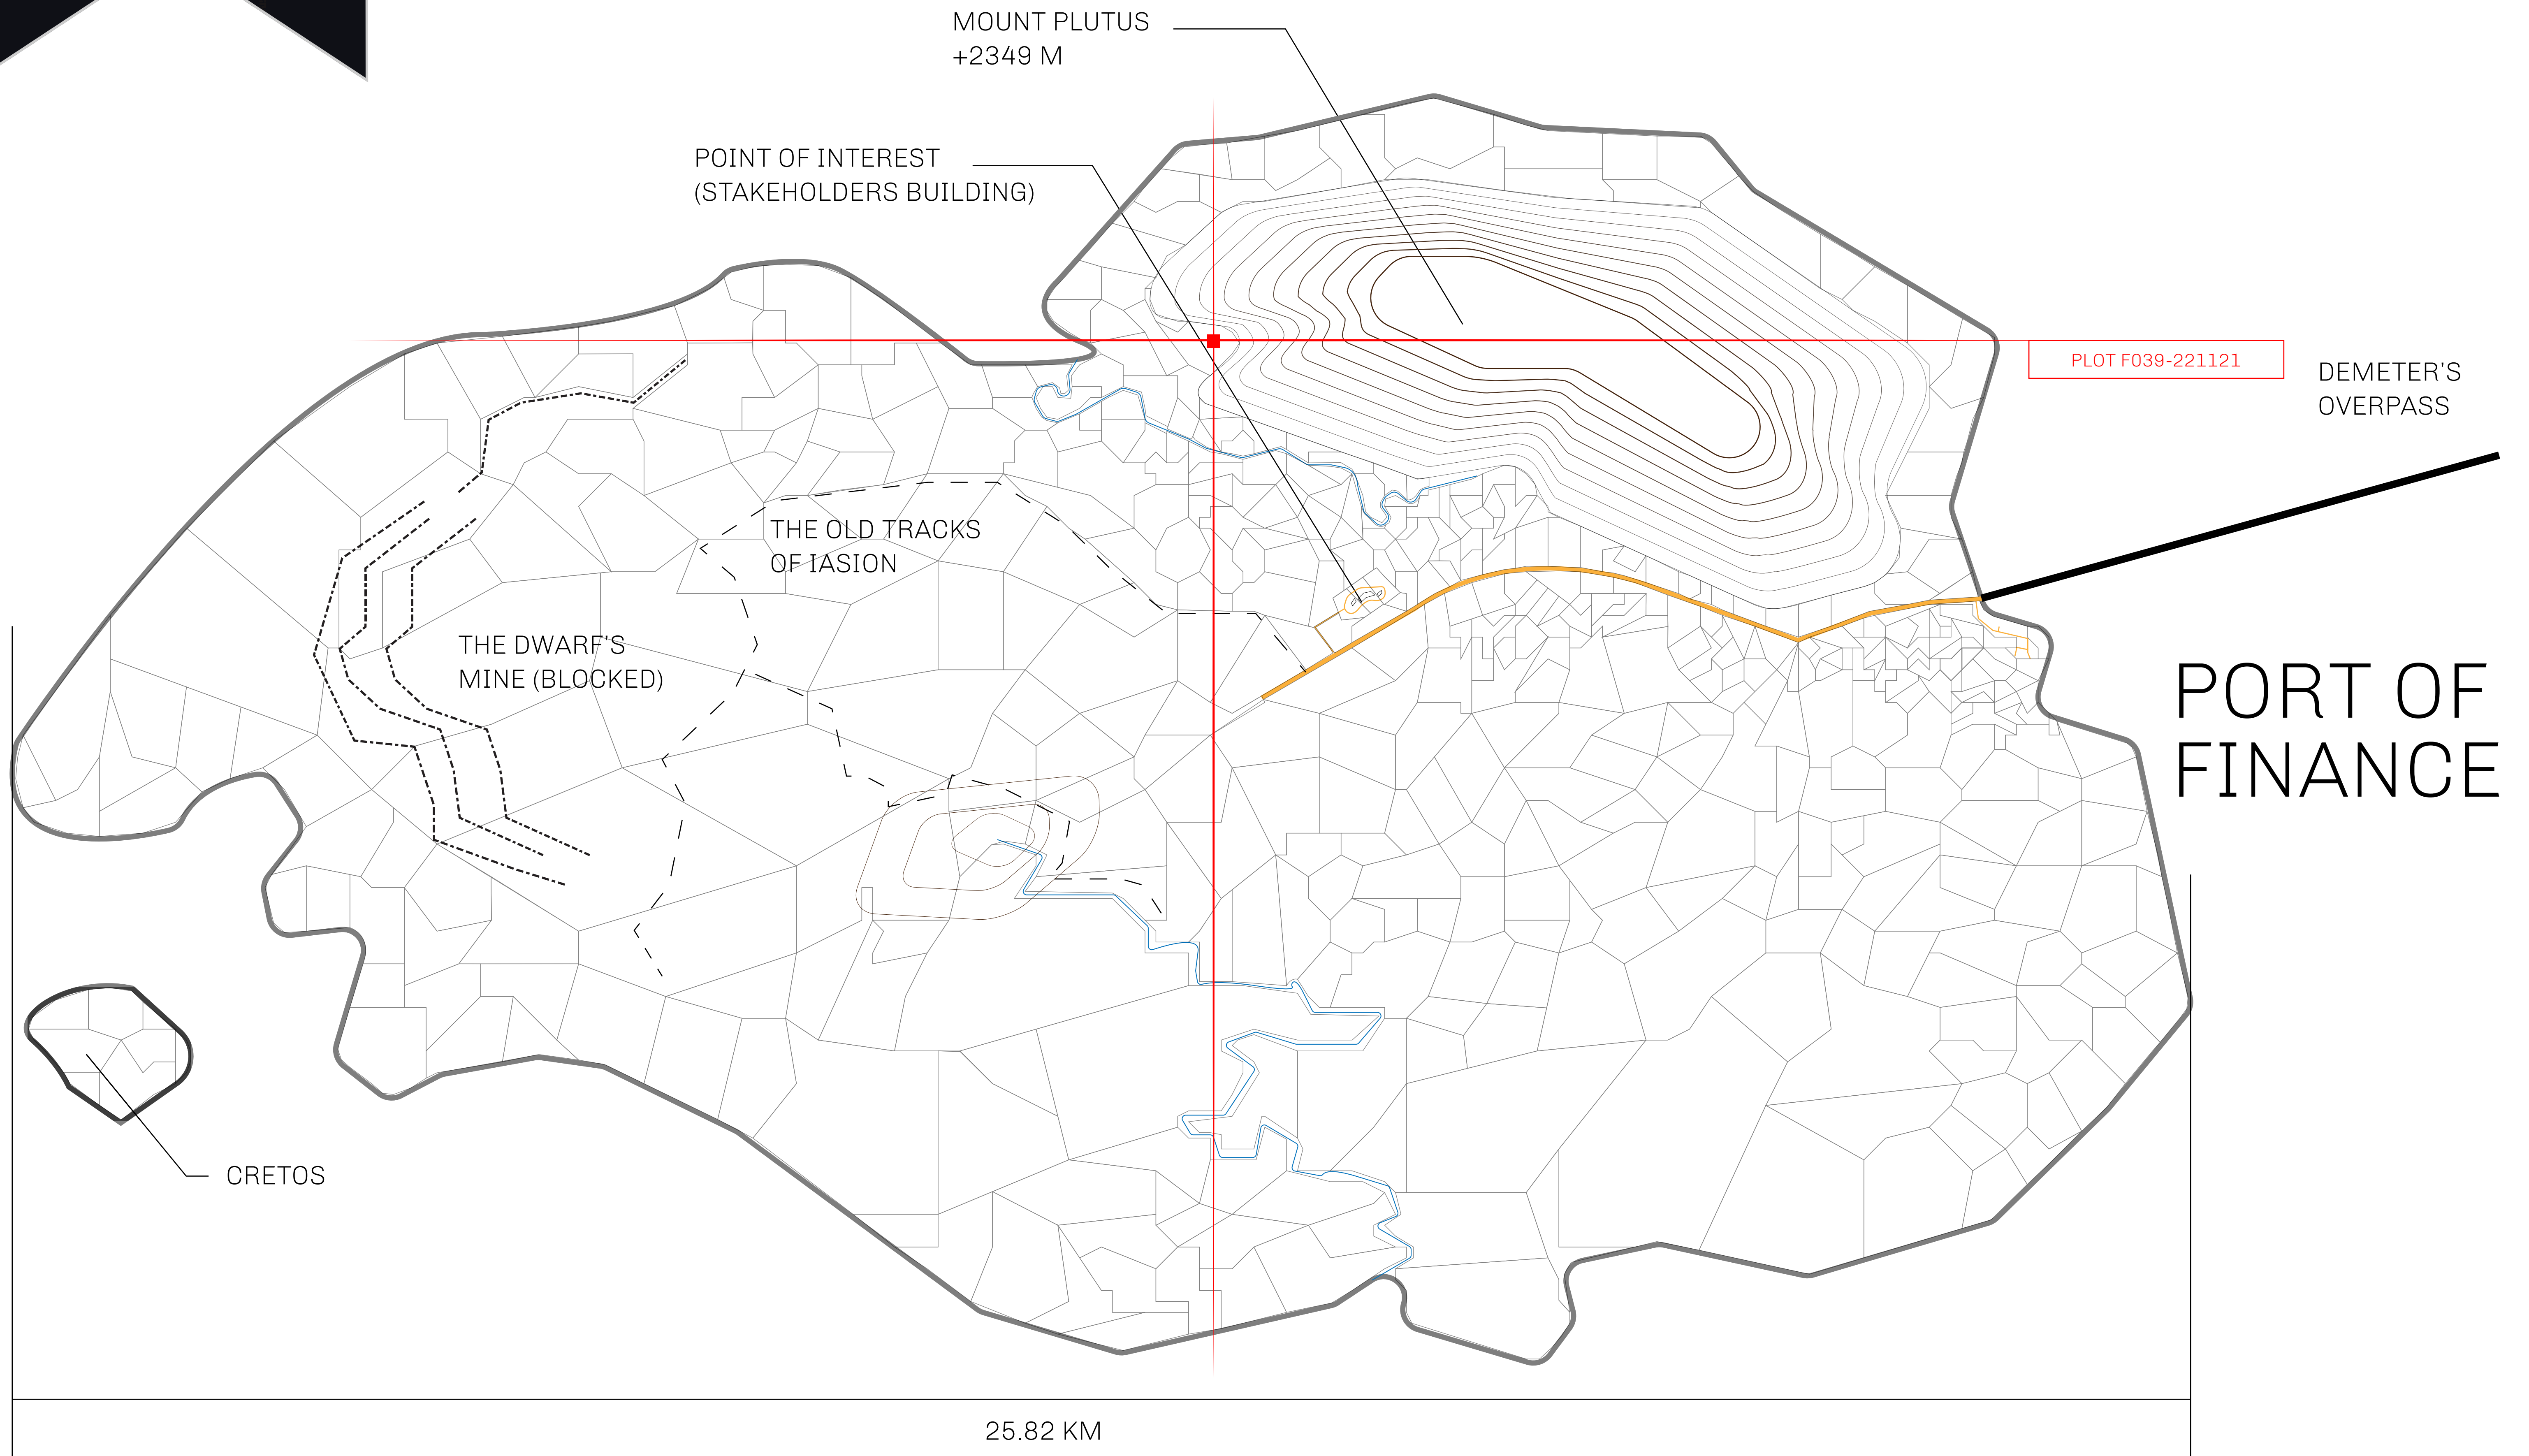 MOUNT PLUTUS
+2349 M
POINT OF INTEREST
(STAKEHOLDERS BUILDING)
PLOT F039-221121
DEMETER'S
OVERPASS
THE OLD TRACKS
OF IASION
THE DWARF'S
MINE (BLOCKED)
PORT OF
FINANCE
CRETOS
25.82 KM